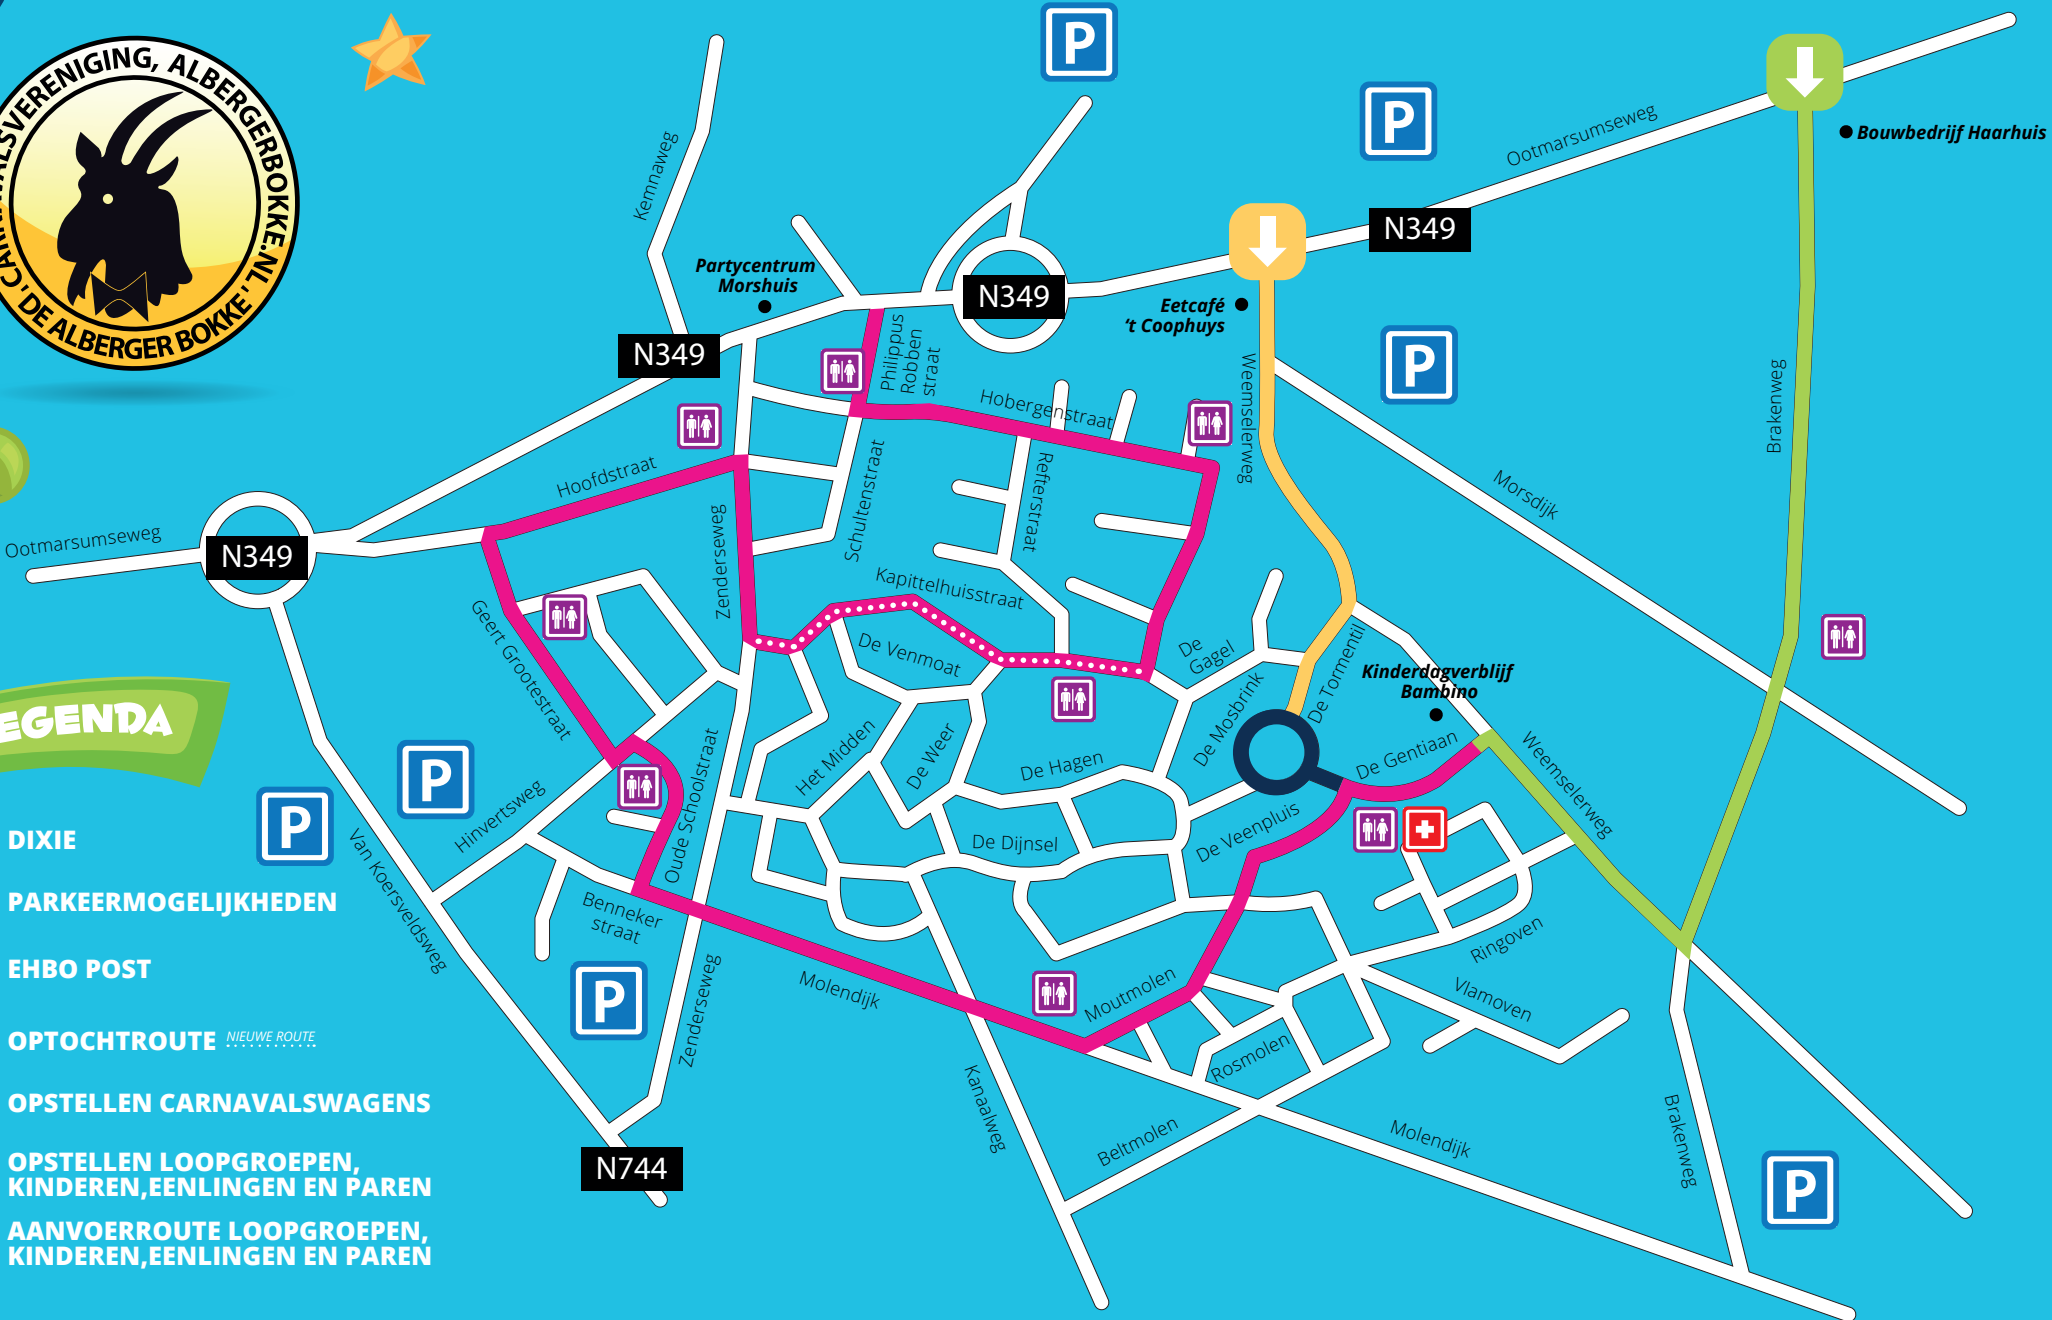 ALSVERENIGING, ALBERGERBOKKE.NL
'DE ALBERGER BOKKE'
P
P
P
P
P
P
P
P
Ootmarsumseweg
Bouwbedrijf Haarhuis
Kemnaweg
N349
N349
N349
N349
Partycentrum
Morshuis
Eetcafé
't Coophuys
Philippus
Robben
straat
Hobergenstraat
Weemselerweg
Brakenweg
Hoofdstraat
Schultenstraat
Refterstraat
Morsdijk
Ootmarsumseweg
Zenderseweg
Kapittelhuisstraat
Geert Grootestraat
De Venmoat
De
Gagel
De Tormentil
De Mosbrink
Kinderdagverblijf
Bambino
EGENDA
Het Midden
De Weer
De Hagen
De Gentiaan
Weemselerweg
Oude Schoolstraat
Hinvertsweg
De Veenpluis
De Dijnsel
Van Koersveldsweg
DIXIE
PARKEERMOGELIJKHEDEN
EHBO POST
OPTOCHTROUTE NIEUWE ROUTE
OPSTELLEN CARNAVALSWAGENS
OPSTELLEN LOOPGROEPEN,
KINDEREN,EENLINGEN EN PAREN
AANVOERROUTE LOOPGROEPEN,
KINDEREN,EENLINGEN EN PAREN
Benneker
straat
Molendijk
Zenderseweg
Moutmolen
Ringoven
Vlamoven
Rosmolen
Kanaalweg
Beltmolen
Molendijk
Brakenweg
N744